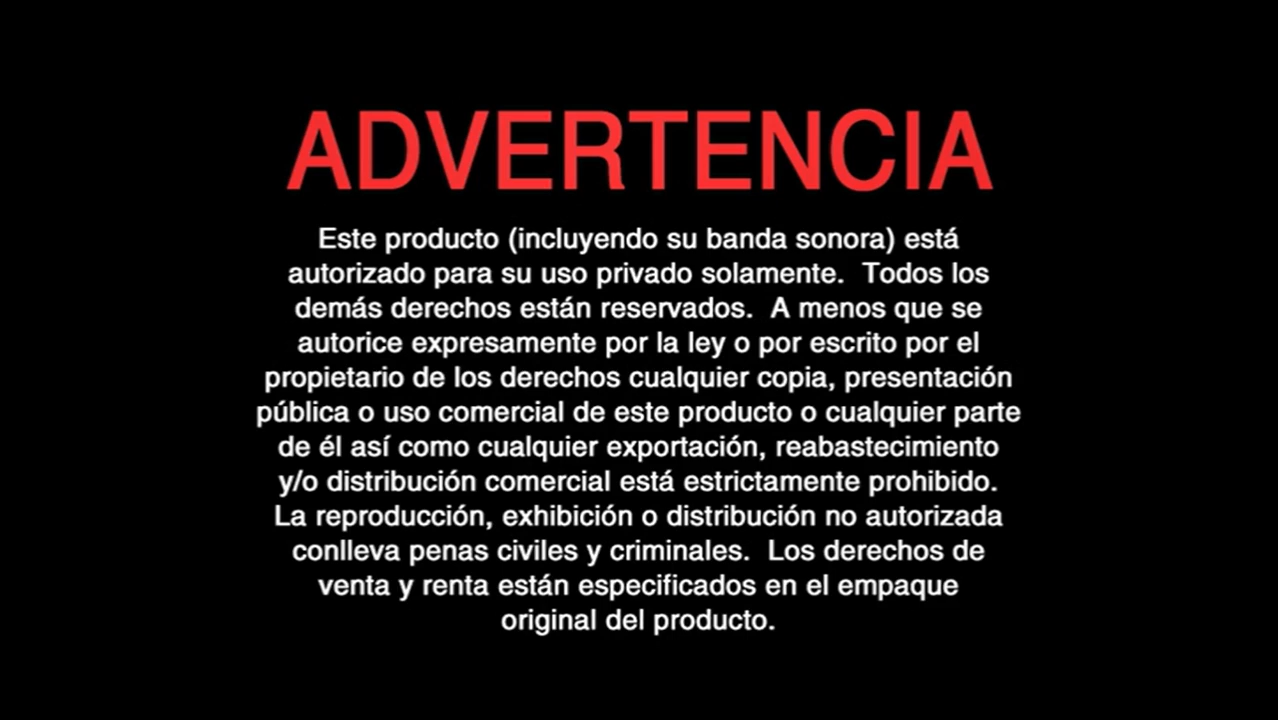 ADVERTENCIA
Este producto (incluyendo su banda sonora) está
autorizado para su uso privado solamente.  Todos los
demás derechos están reservados.  A menos que se
autorice expresamente por la ley o por escrito por el
propietario de los derechos cualquier copia, presentación
pública o uso comercial de este producto o cualquier parte
de él así como cualquier exportación, reabastecimiento
y/o distribución comercial está estrictamente prohibido.
La reproducción, exhibición o distribución no autorizada
conlleva penas civiles y criminales.  Los derechos de
venta y renta están especificados en el empaque
original del producto.